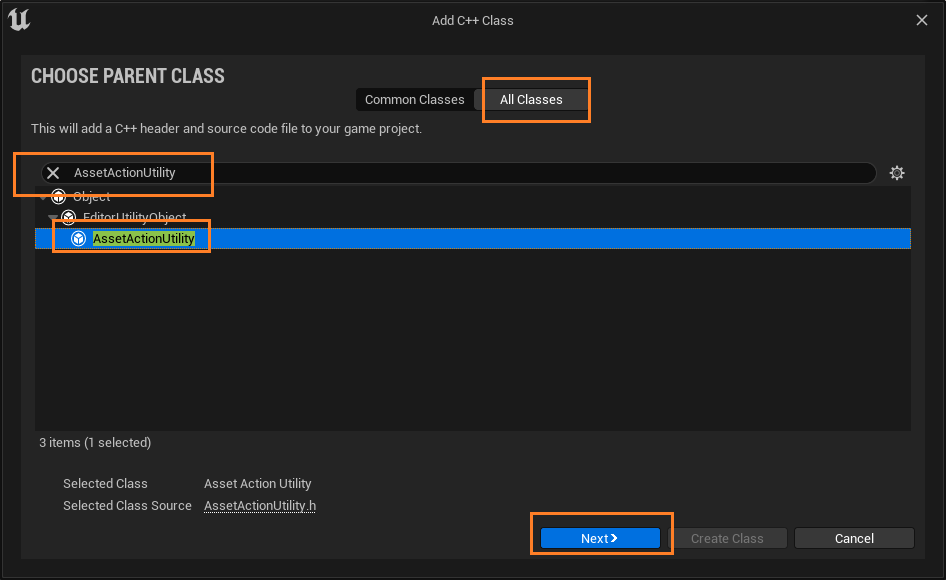 Add C++ Class
CHOOSE PARENT CLASS
Common Classes
All Classes
This will add a C++ header and source code file to your game project.
AssetActionUtility
Object
EditorUtilityObject
AssetActionUtility
3 items (1 selected)
Selected Class Asset Action Utility
Selected Class Source AssetActionUtility.h
Next
Create Class
Cancel